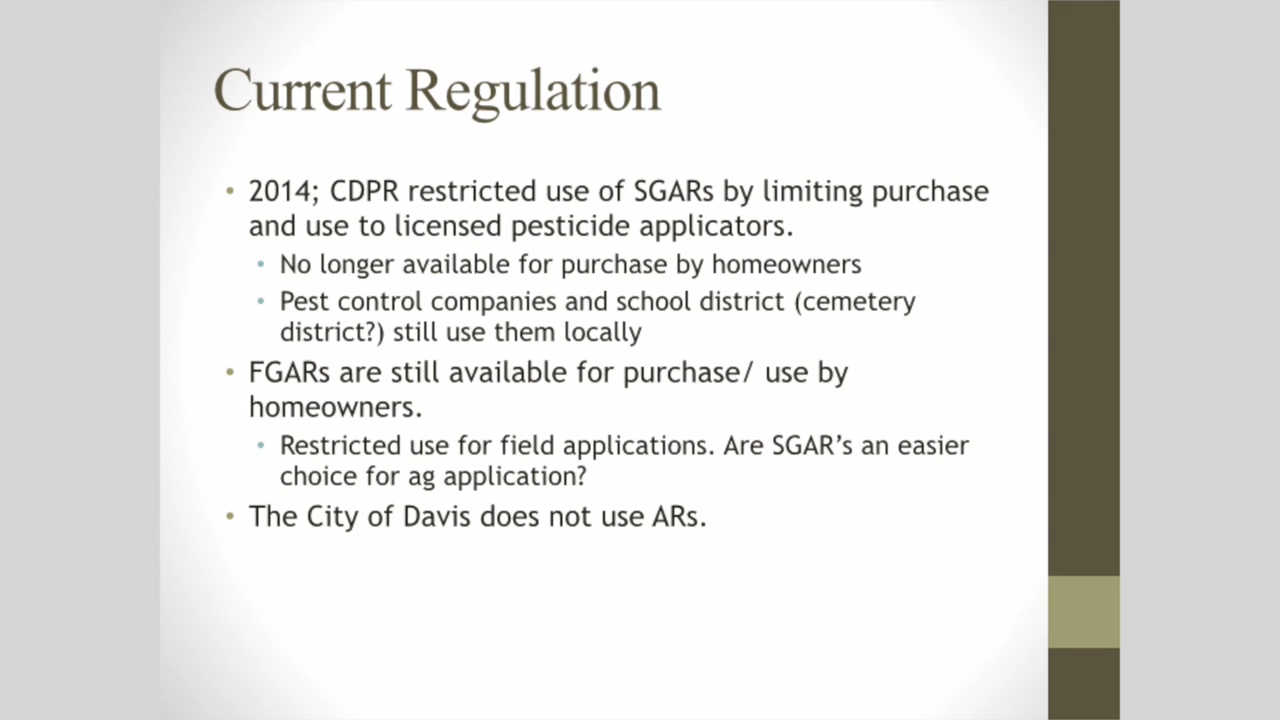 Current Regulation
• 2014; CDPR restricted use of SGARs by limiting purchase
and use to licensed pesticide applicators.
• No longer available for purchase by homeowners
• Pest control companies and school district (cemetery
district?) still use them locally
• FGARs are still available for purchase/ use by
homeowners.
• Restricted use for field applications. Are SGAR’s an easier
choice for ag application?
• The City of Davis does not use ARs.